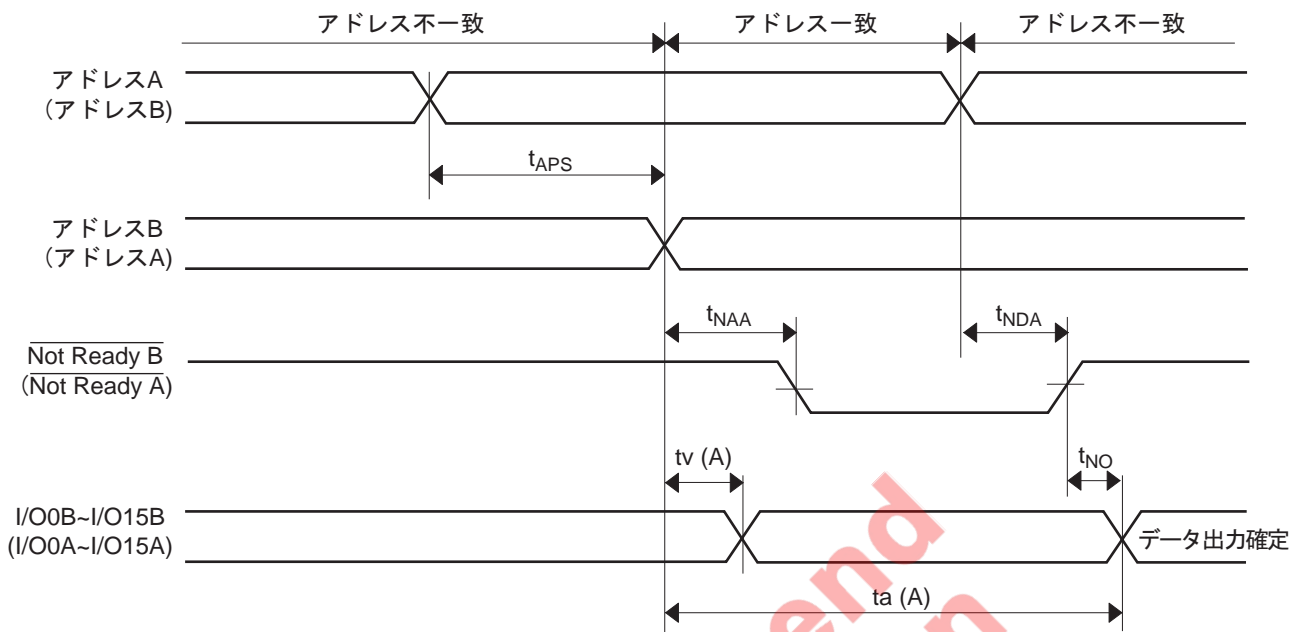 アドレス不一致 アドレス一致 アドレス不一致
アドレスA
(アドレスB)
tAPS
アドレスB
(アドレスA)
tNAA tNDA
Not Ready B
(Not Ready A)
tv (A) tNO
I/O0B~I/O15B
(I/O0A~I/O15A)
データ出力確定
ta (A)
end